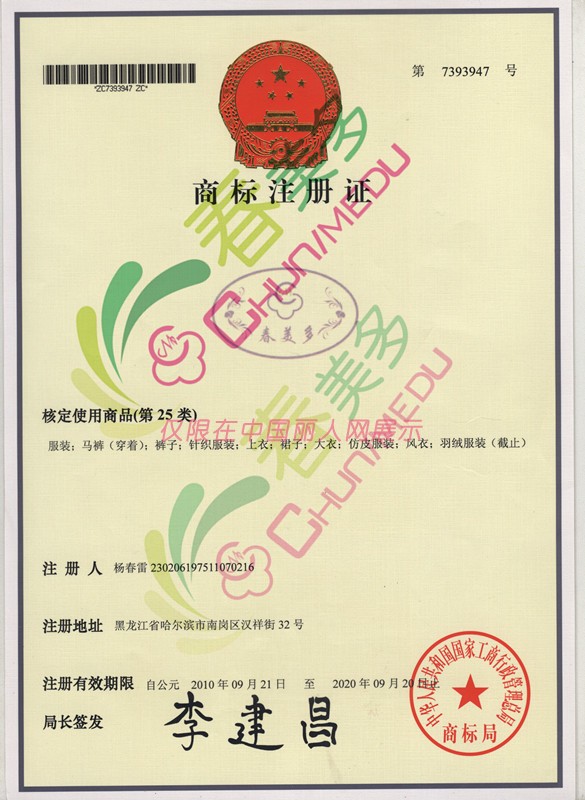 *ZC7393947 ZC*
第 7393947 号
商标注册证
春美多
CHUN/MEDU
春美多
核定使用商品(第 25 类)
仅限在中国丽人网展示
服装；马裤（穿着）；裤子；针织服装；上衣；裙子；大衣；仿皮服装；风衣；羽绒服装（截止）
春美多
CHUN/MEDU
注 册 人 杨春雷 230206197511070216
注册地址 黑龙江省哈尔滨市南岗区汉祥街 32 号
注册有效期限 自公元 2010 年 09 月 21 日 至 2020 年 09 月 20 日止
局长签发 李建昌
中华人民共和国国家工商行政管理总局
商标局